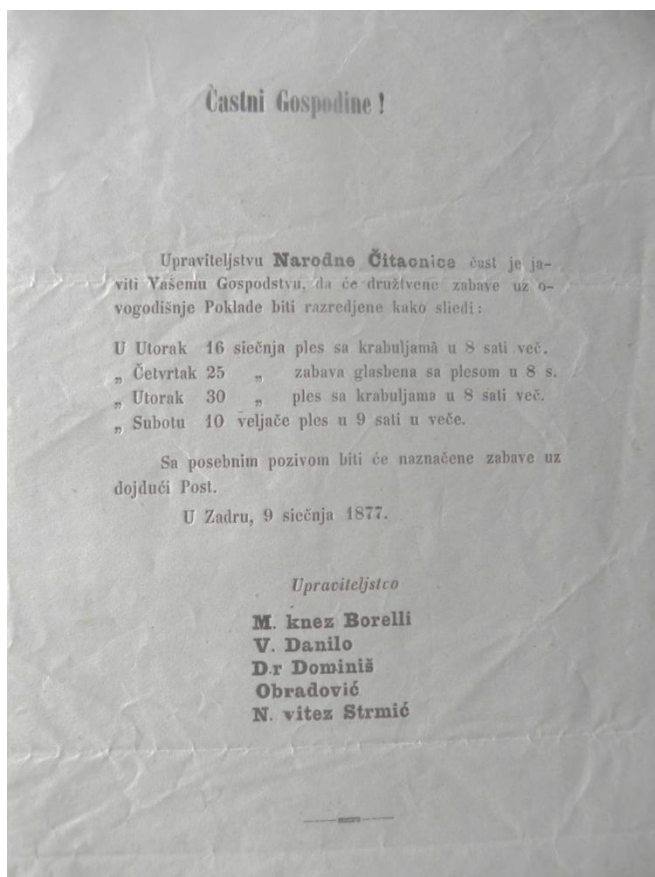 Častni Gospodine !
Upraviteljstvu Narodne Čitaonice čast je ja-
viti Vašemu Gospodstvu, da će družtvene zabave uz o-
vogodišnje Poklade biti razredjene kako sliedi :
U Utorak 16 siečnja ples sa krabuljamâ u 8 sati več.
„ Četvrtak 25 „ zabava glasbena sa plesom u 8 s.
„ Utorak 30 „ ples sa krabuljama u 8 sati več.
„ Subotu 10 veljače ples u 9 sati u veče.
Sa posebnim pozivom biti će naznačene zabave uz
dojdući Post.
U Zadru, 9 siečnja 1877.
Upraviteljstvo
M. knez Borelli
V. Danilo
D.r Dominiš
Obradović
N. vitez Strmić